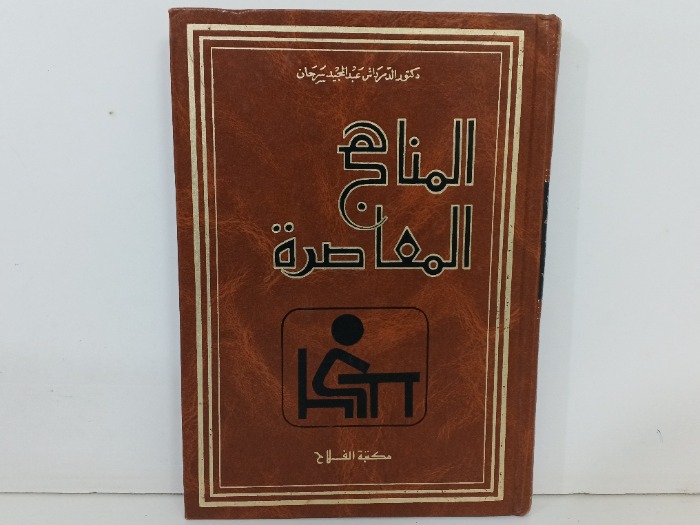 دكتور الدمرداش عبد المجيد سرحان
المناهج
المعاصرة
مكتبة الفلاح